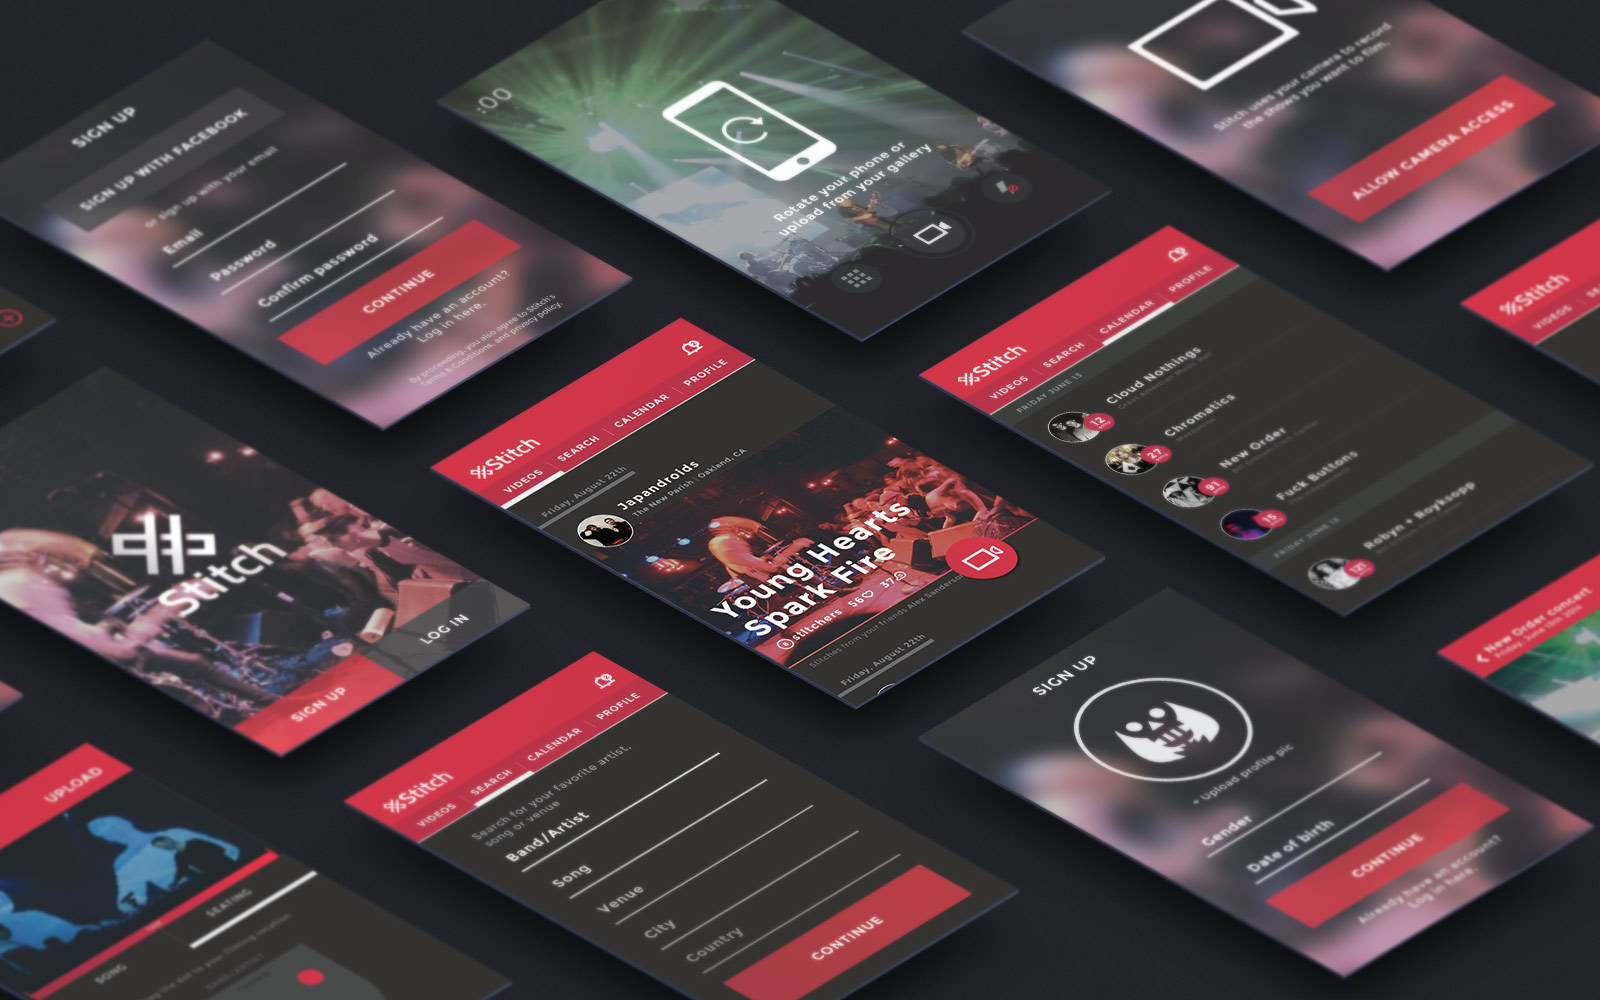 SIGN UP
SIGN UP WITH FACEBOOK
or sign up with your email
Email
Password
Confirm password
CONTINUE
Already have an account?
Log in here.
By proceeding, you also agree to Stitch's
Terms & Conditions, and privacy policy.
:00
Rotate your phone or
upload from your gallery
Stitch uses your camera to record
the shows you want to film.
ALLOW CAMERA ACCESS
Stitch
SIGN UP
LOG IN
Stitch
VIDEOS
SEARCH
CALENDAR
PROFILE
Friday, August 22th
Japandroids
The New Parish | Oakland, CA
Young Hearts
Spark Fire
stitchers 56 37
Stitches from your friends Alex Sanderson
Friday, August 22th
Stitch
VIDEOS
SEARCH
CALENDAR
PROFILE
FRIDAY JUNE 13
Cloud Nothings
12
Chromatics
27
New Order
91
Fuck Buttons
15
FRIDAY JUNE 15
Robyn + Royksopp
121
Stitch
VIDEOS
UPLOAD
SONG
SEATING
Stitch
VIDEOS
SEARCH
CALENDAR
PROFILE
Search for your favorite artist,
song or venue
Band/Artist
Song
Venue
City
Country
CONTINUE
SIGN UP
+ Upload profile pic
Gender
Date of birth
CONTINUE
Already have an account?
Log in here.
New Order concert
Friday, June 13th 2014